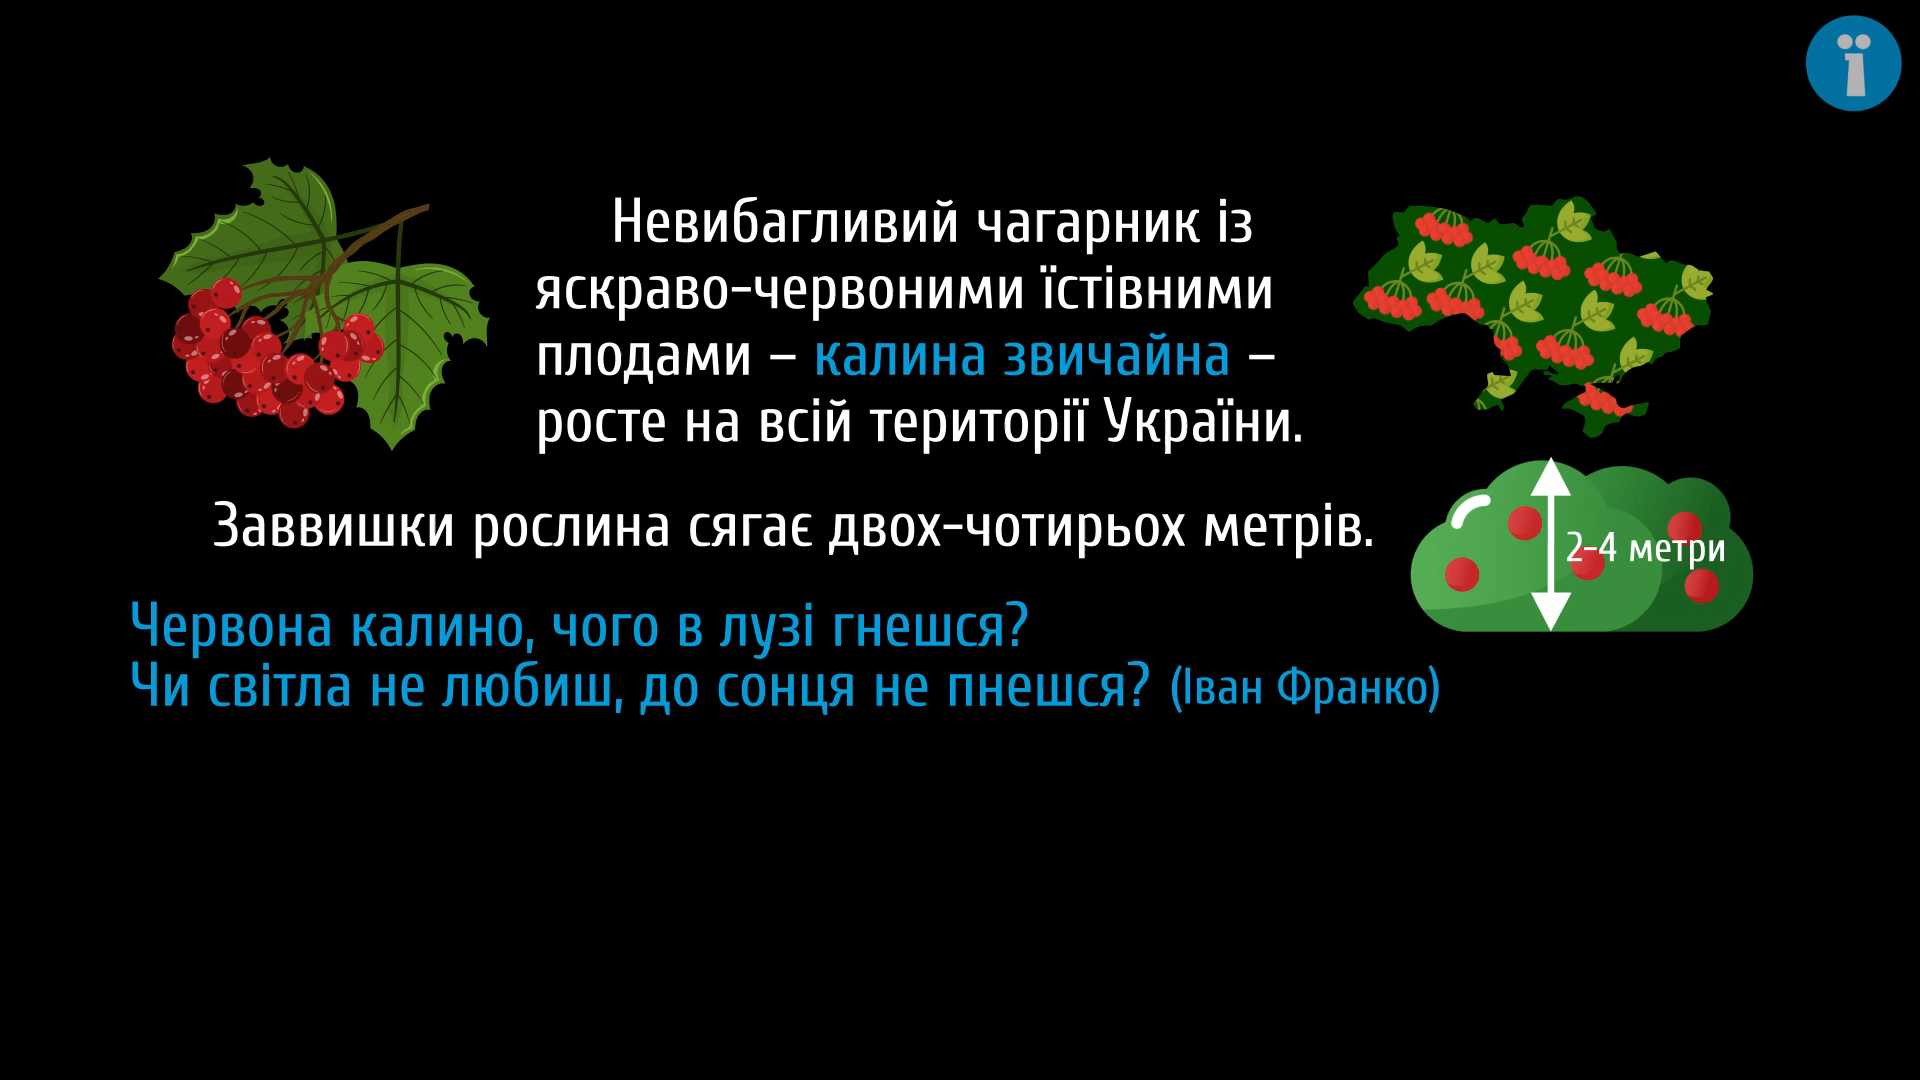 ї
Невибагливий чагарник із
яскраво-червоними їстівними
плодами – калина звичайна –
росте на всій території України.
Заввишки рослина сягає двох-чотирьох метрів.
2-4 метри
Червона калино, чого в лузі гнешся?
Чи світла не любиш, до сонця не пнешся? (Іван Франко)